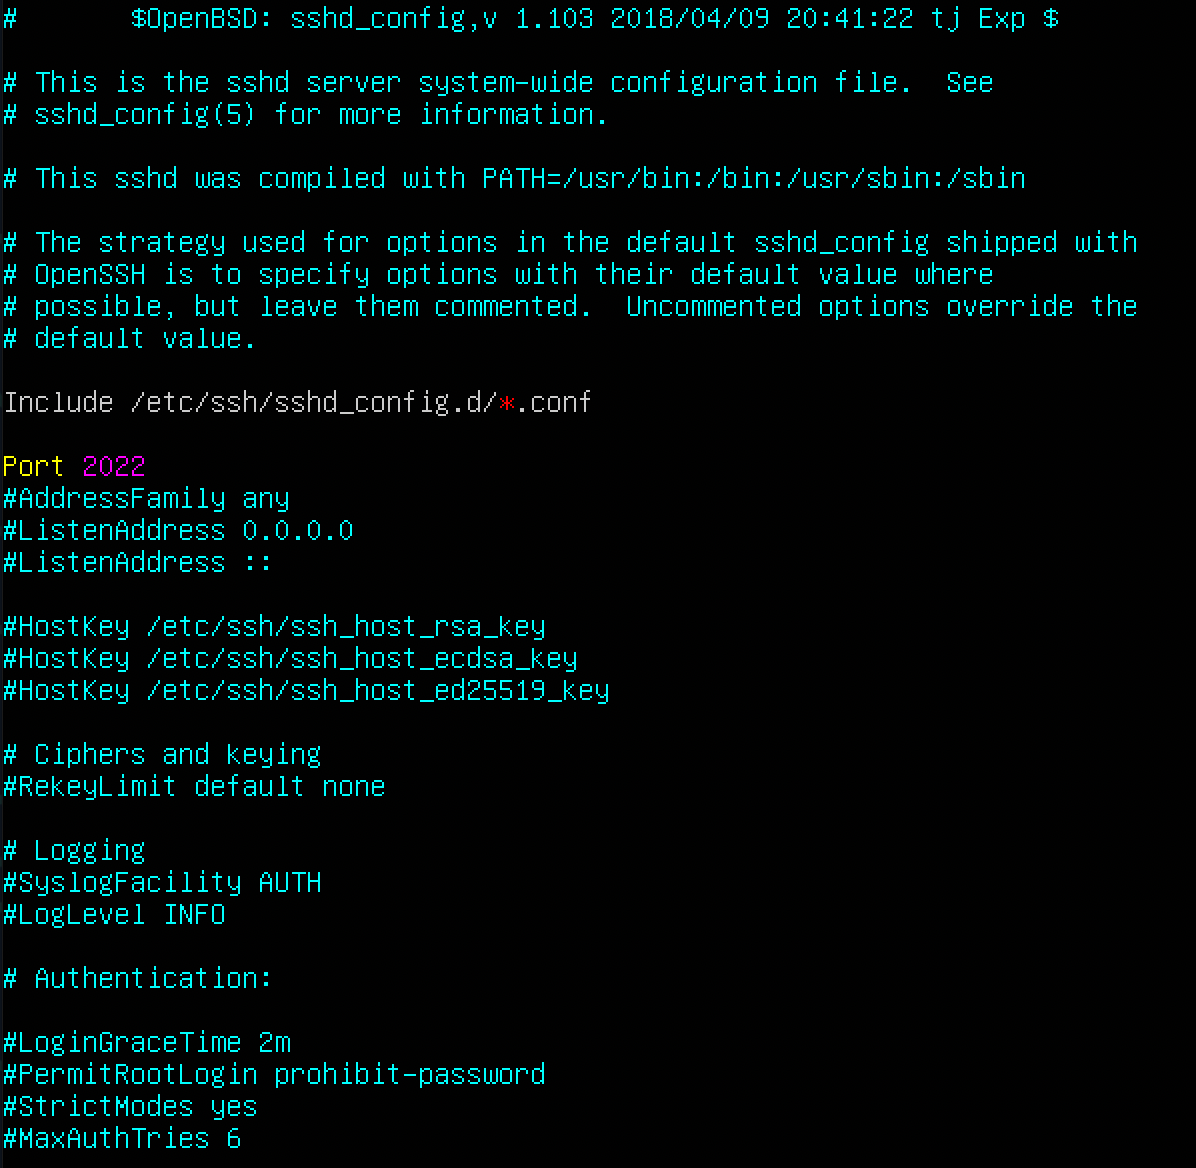 #       $OpenBSD: sshd_config,v 1.103 2018/04/09 20:41:22 tj Exp $
# This is the sshd server system-wide configuration file.  See
# sshd_config(5) for more information.
# This sshd was compiled with PATH=/usr/bin:/bin:/usr/sbin:/sbin
# The strategy used for options in the default sshd_config shipped with
# OpenSSH is to specify options with their default value where
# possible, but leave them commented.  Uncommented options override the
# default value.
Include /etc/ssh/sshd_config.d/*.conf
Port 2022
#AddressFamily any
#ListenAddress 0.0.0.0
#ListenAddress ::
#HostKey /etc/ssh/ssh_host_rsa_key
#HostKey /etc/ssh/ssh_host_ecdsa_key
#HostKey /etc/ssh/ssh_host_ed25519_key
# Ciphers and keying
#RekeyLimit default none
# Logging
#SyslogFacility AUTH
#LogLevel INFO
# Authentication:
#LoginGraceTime 2m
#PermitRootLogin prohibit-password
#StrictModes yes
#MaxAuthTries 6